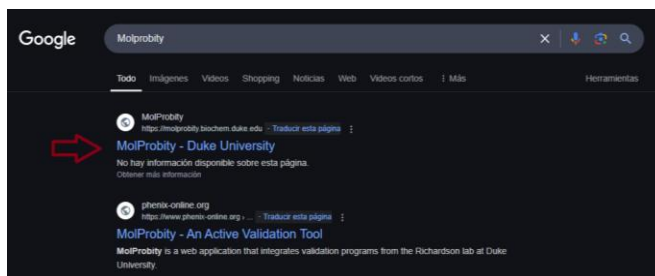 Google
Molprobity
Todo Imágenes Videos Shopping Noticias Web Videos cortos Más Herramientas
MolProbity
https://molprobity.biochem.duke.edu - Traducir esta página
MolProbity - Duke University
No hay información disponible sobre esta página.
Obtener más información
phenix-online.org
https://www.phenix-online.org › ... - Traducir esta página
MolProbity - An Active Validation Tool
MolProbity is a web application that integrates validation programs from the Richardson lab at Duke
University.